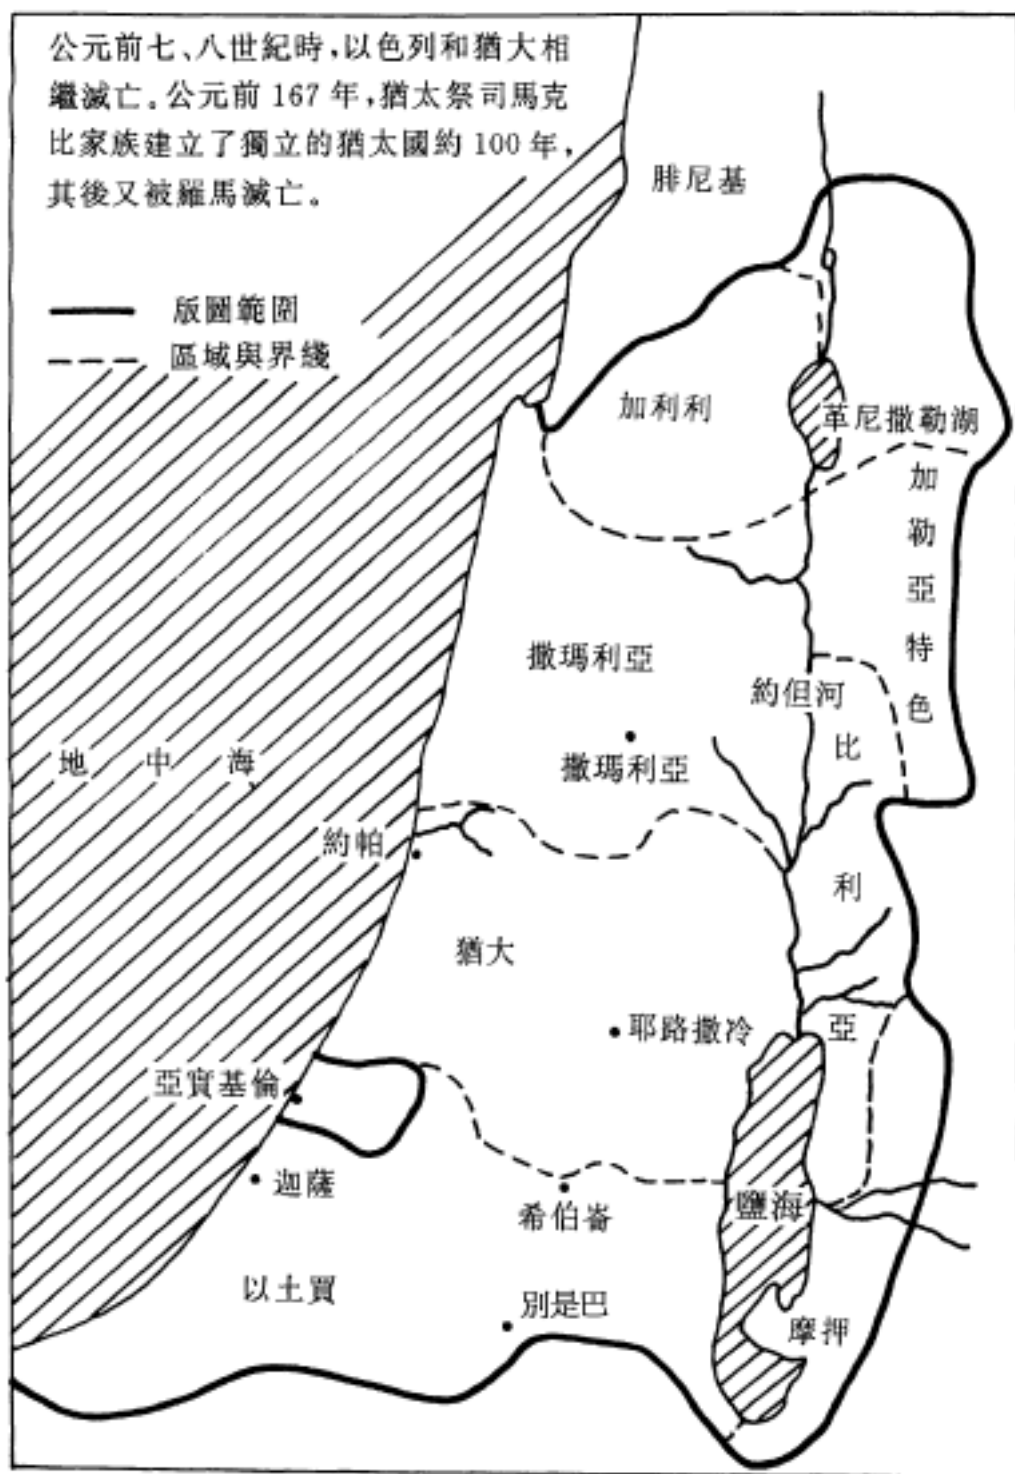 公元前七、八世紀時,以色列和猶大相
繼滅亡。公元前 167 年,猶太祭司馬克
比家族建立了獨立的猶太國約 100 年,
其後又被羅馬滅亡。
腓尼基
版圖範圍
區域與界綫
加利利
革尼撒勒湖
加勒亞特色
撒瑪利亞
約但河
撒瑪利亞
比利亞
地中海
約帕
猶大
耶路撒冷
亞實基倫
迦薩
希伯崙
鹽海
以土買
別是巴
摩押